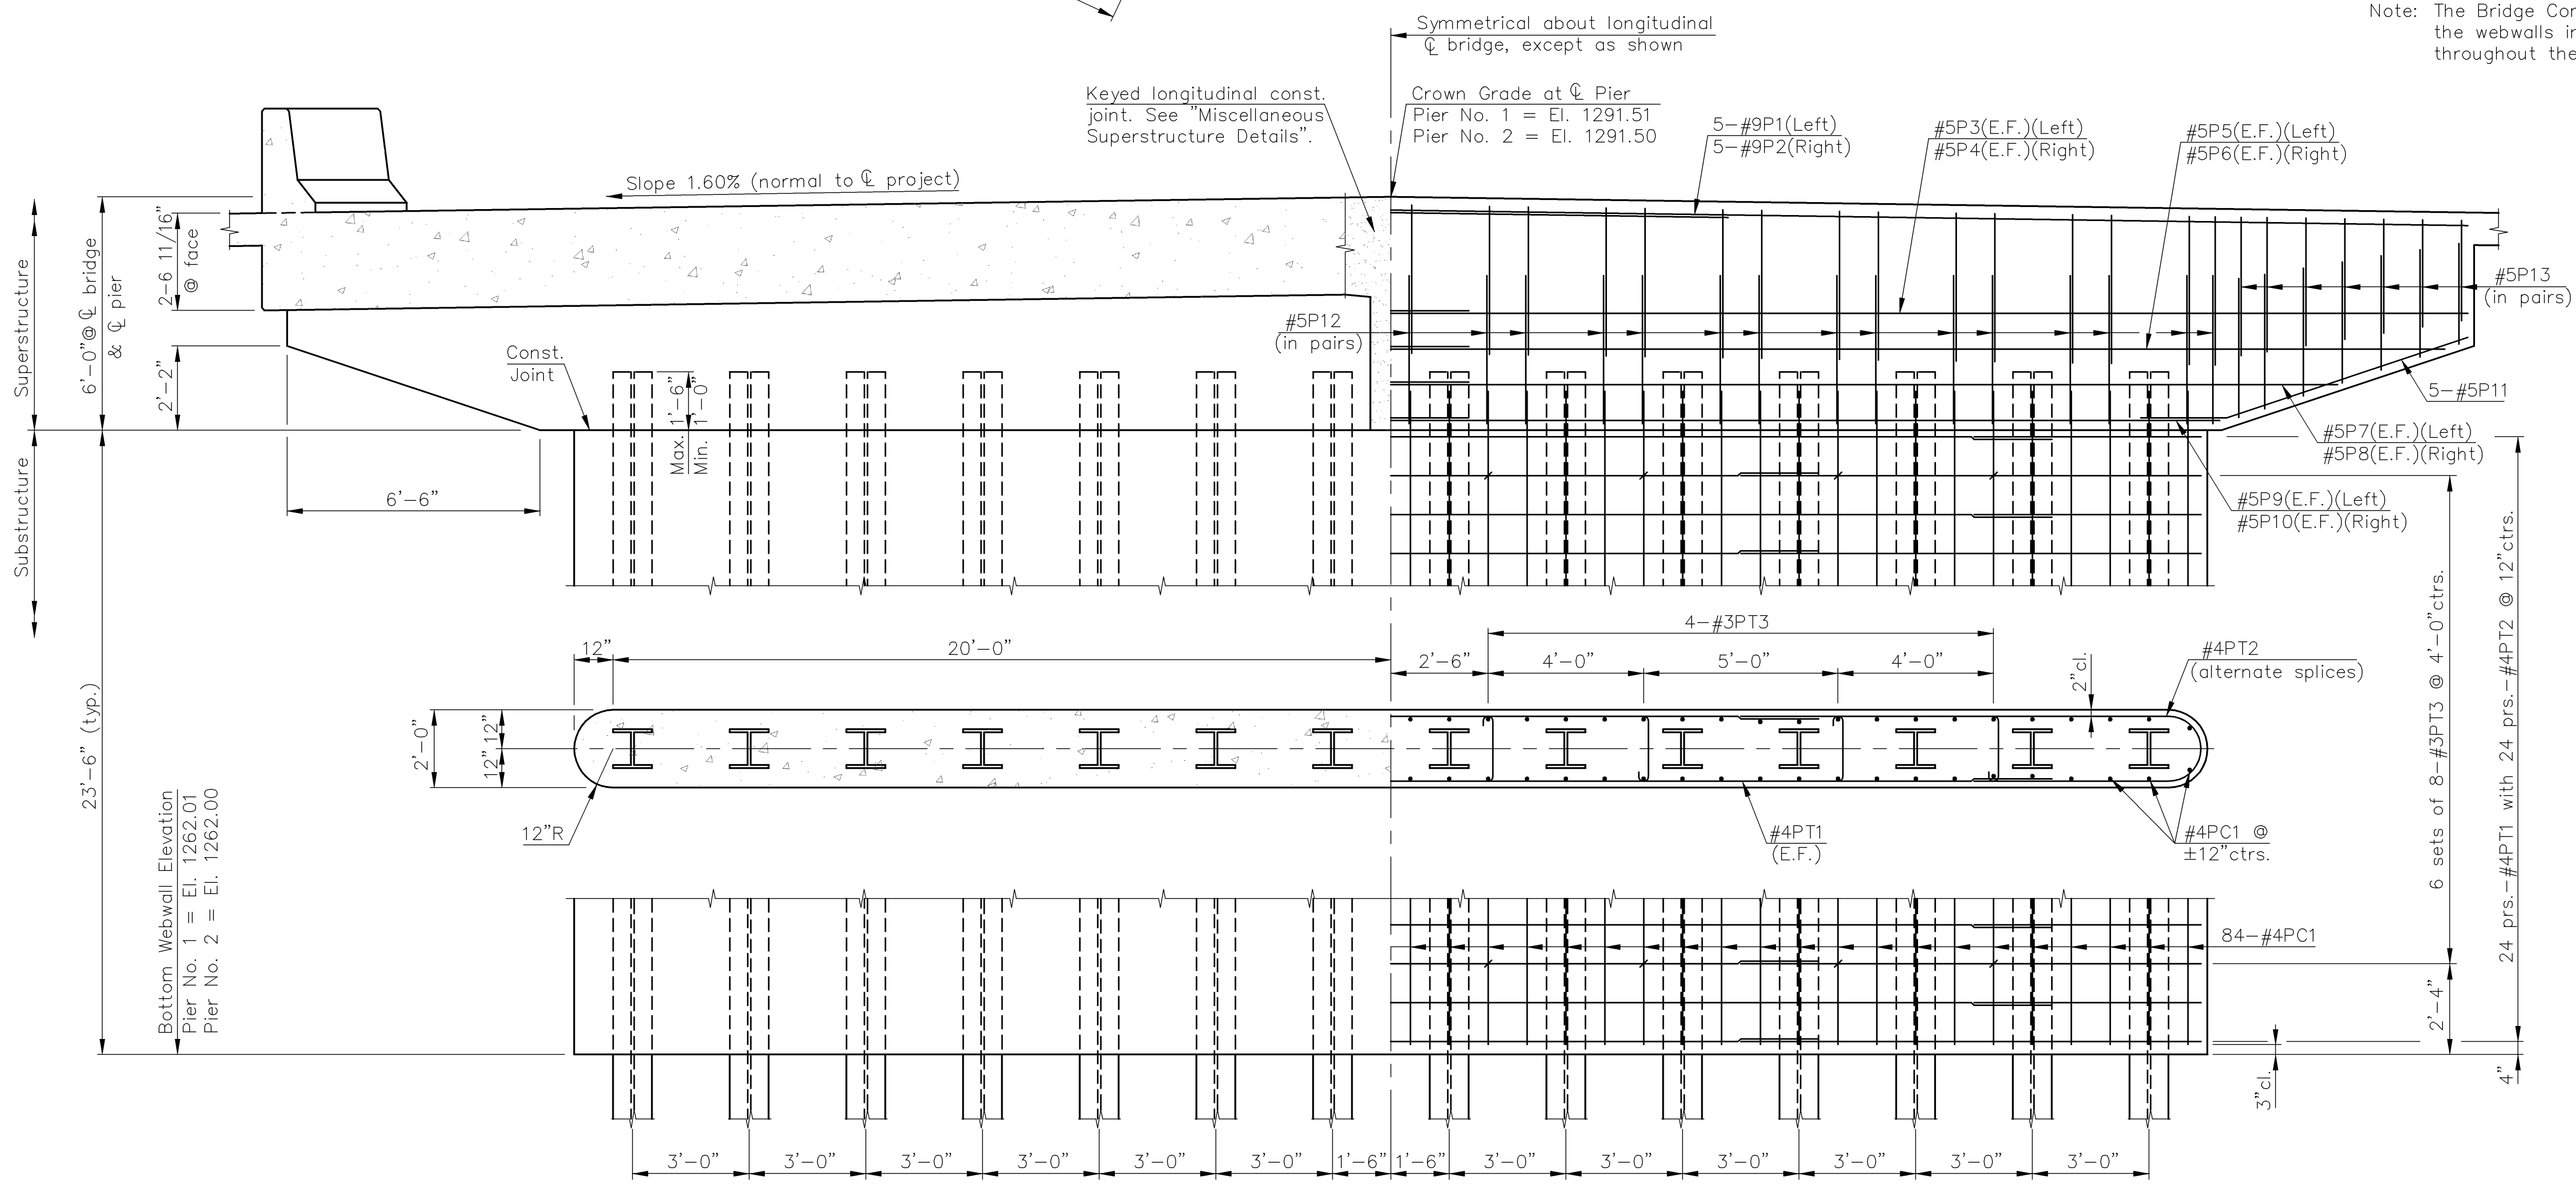 Symmetrical about longitudinal
℄ bridge, except as shown
Note: The Bridge
the webwalls
throughout the
Keyed longitudinal const.
joint. See "Miscellaneous
Superstructure Details".
Crown Grade at ℄ Pier
Pier No. 1 = El. 1291.51
Pier No. 2 = El. 1291.50
5-#9P1(Left)
5-#9P2(Right)
#5P3(E.F.)(Left)
#5P4(E.F.)(Right)
#5P5(E.F.)(Left)
#5P6(E.F.)(Right)
Slope 1.60% (normal to ℄ project)
Superstructure
6'-0"@ ℄ bridge
& ℄ pier
2-6 11/16"
@ face
2'-2"
#5P12
(in pairs)
#5P13
(in pairs)
Const.
Joint
Max. 1'-6"
Min. 1'-0"
5-#5P11
#5P7(E.F.)(Left)
#5P8(E.F.)(Right)
6'-6"
#5P9(E.F.)(Left)
#5P10(E.F.)(Right)
Substructure
23'-6" (typ.)
4-#3PT3
12"
20'-0"
2'-6"
4'-0"
5'-0"
4'-0"
2"cl.
#4PT2
(alternate splices)
2'-0"
12"
12"
12"R
#4PT1
(E.F.)
#4PC1 @
±12"ctrs.
6 sets of 8-#3PT3 @ 4'-0"ctrs.
24 prs.-#4PT1 with 24 prs.-#4PT2 @ 12"ctrs.
Bottom Webwall Elevation
Pier No. 1 = El. 1262.01
Pier No. 2 = El. 1262.00
84-#4PC1
2'-4"
3"cl.
4"
3'-0"
3'-0"
3'-0"
3'-0"
3'-0"
3'-0"
1'-6"
1'-6"
3'-0"
3'-0"
3'-0"
3'-0"
3'-0"
3'-0"